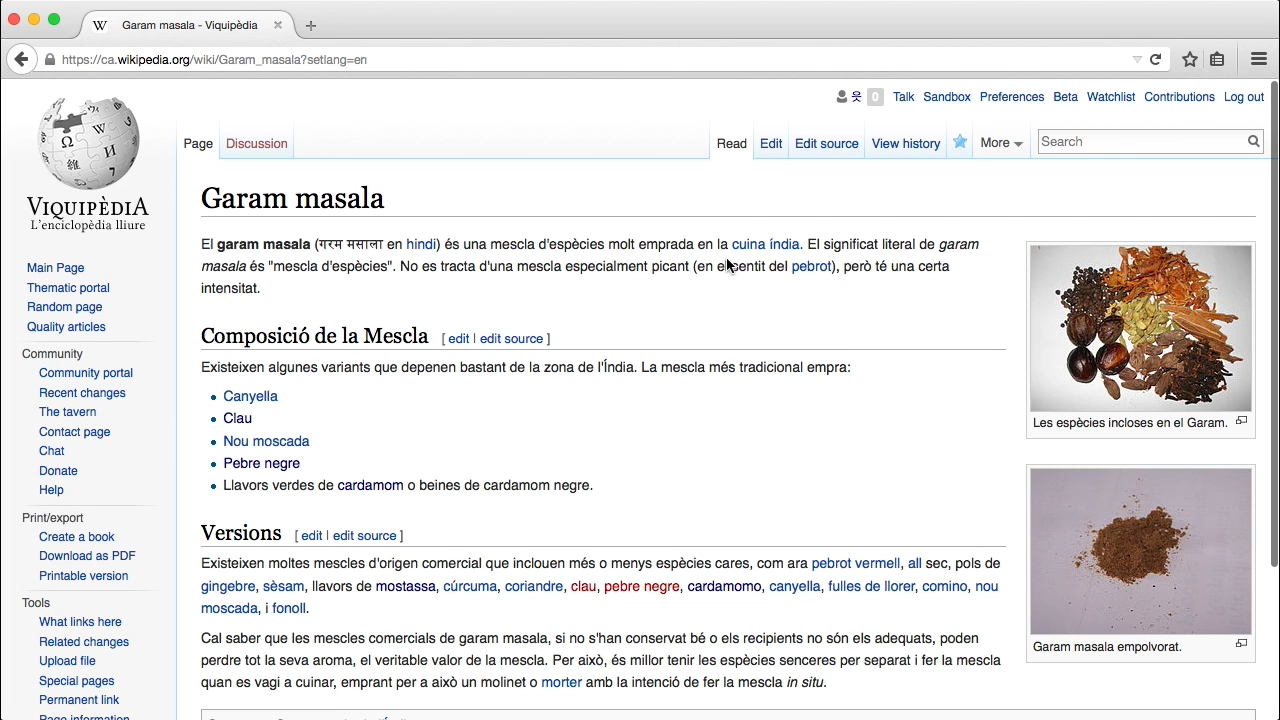 Garam masala - Viquipèdia
https://ca.wikipedia.org/wiki/Garam_masala?setlang=en
0 Talk Sandbox Preferences Beta Watchlist Contributions Log out
Page Discussion Read Edit Edit source View history More Search
VIQUIPÈDIA
L'enciclopèdia lliure
Main Page
Thematic portal
Random page
Quality articles
Community
Community portal
Recent changes
The tavern
Contact page
Chat
Donate
Help
Print/export
Create a book
Download as PDF
Printable version
Tools
What links here
Related changes
Upload file
Special pages
Permanent link
Page information
Garam masala
El garam masala (गरम मसाला en hindi) és una mescla d'espècies molt emprada en la cuina índia. El significat literal de garam
masala és "mescla d'espècies". No es tracta d'una mescla especialment picant (en el sentit del pebrot), però té una certa
intensitat.
Composició de la Mescla [ edit | edit source ]
Existeixen algunes variants que depenen bastant de la zona de l'Índia. La mescla més tradicional empra:
Canyella
Clau
Nou moscada
Pebre negre
Llavors verdes de cardamom o beines de cardamom negre.
Versions [ edit | edit source ]
Existeixen moltes mescles d'origen comercial que inclouen més o menys espècies cares, com ara pebrot vermell, all sec, pols de
gingebre, sèsam, llavors de mostassa, cúrcuma, coriandre, clau, pebre negre, cardamomo, canyella, fulles de llorer, comino, nou
moscada, i fonoll.
Cal saber que les mescles comercials de garam masala, si no s'han conservat bé o els recipients no són els adequats, poden
perdre tot la seva aroma, el veritable valor de la mescla. Per això, és millor tenir les espècies senceres per separat i fer la mescla
quan es vagi a cuinar, emprant per a això un molinet o morter amb la intenció de fer la mescla in situ.
Les espècies incloses en el Garam.
Garam masala empolvorat.